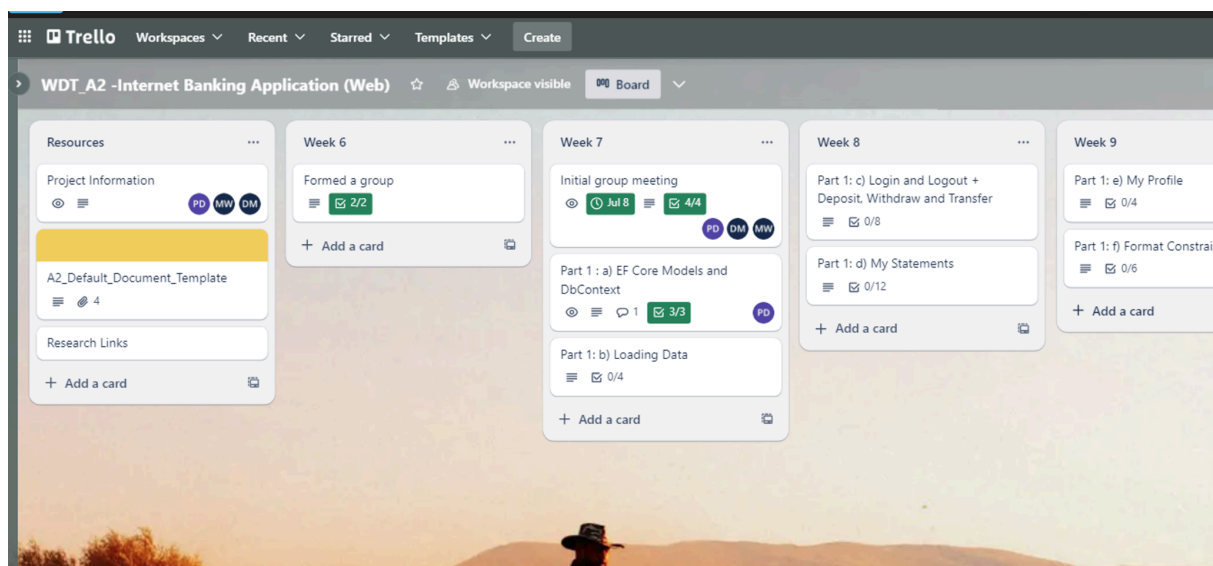 Trello Workspaces Recent Starred Templates Create
WDT_A2 -Internet Banking Application (Web) Workspace visible Board
Resources
Project Information
PD MW DM
A2_Default_Document_Template
4
Research Links
+ Add a card
Week 6
Formed a group
2/2
+ Add a card
Week 7
Initial group meeting
Jul 8 4/4
PD DM MW
Part 1 : a) EF Core Models and
DbContext
1 3/3 PD
Part 1: b) Loading Data
0/4
+ Add a card
Week 8
Part 1: c) Login and Logout +
Deposit, Withdraw and Transfer
0/8
Part 1: d) My Statements
0/12
+ Add a card
Week 9
Part 1: e) My Profile
0/4
Part 1: f) Format Constrai
0/6
+ Add a card